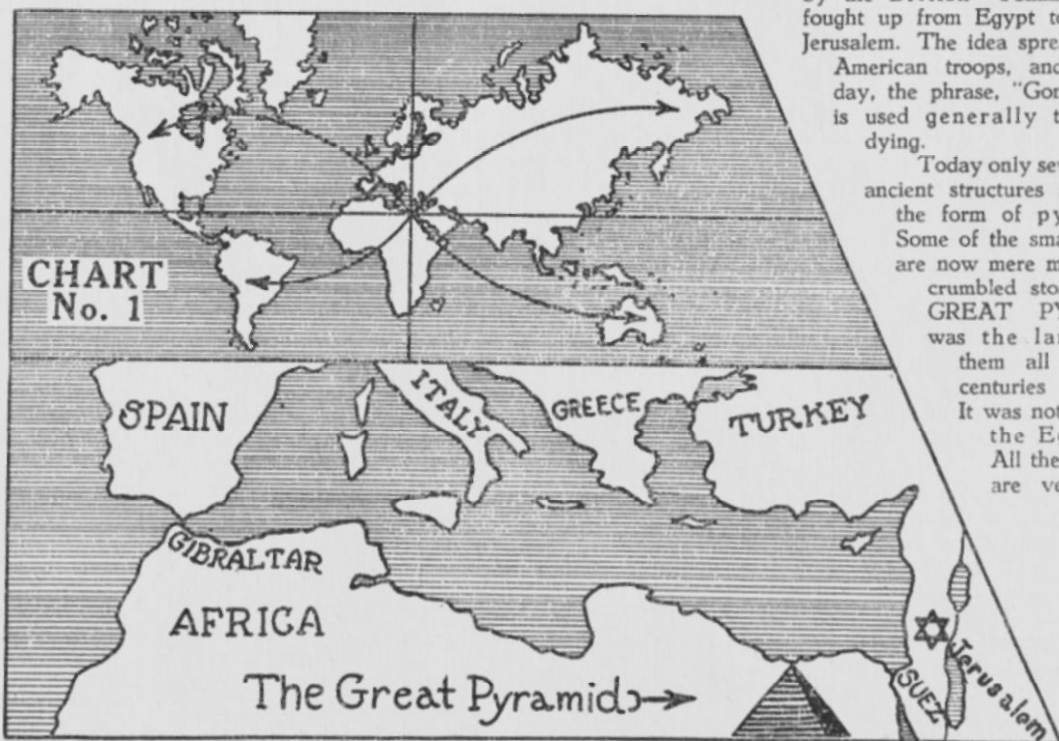 fought up from Egypt to
Jerusalem. The idea spre
American troops, and
day, the phrase, "Gon
is used generally t
dying.
Today only se
ancient structures
the form of py
Some of the sma
are now mere m
crumbled sto
GREAT PY
was the lar
them all
centuries
It was not
the E
All the
are ve
CHART
No. 1
SPAIN
ITALY
GREECE
TURKEY
GIBRALTAR
AFRICA
The Great Pyramid
SUEZ
Jerusalem